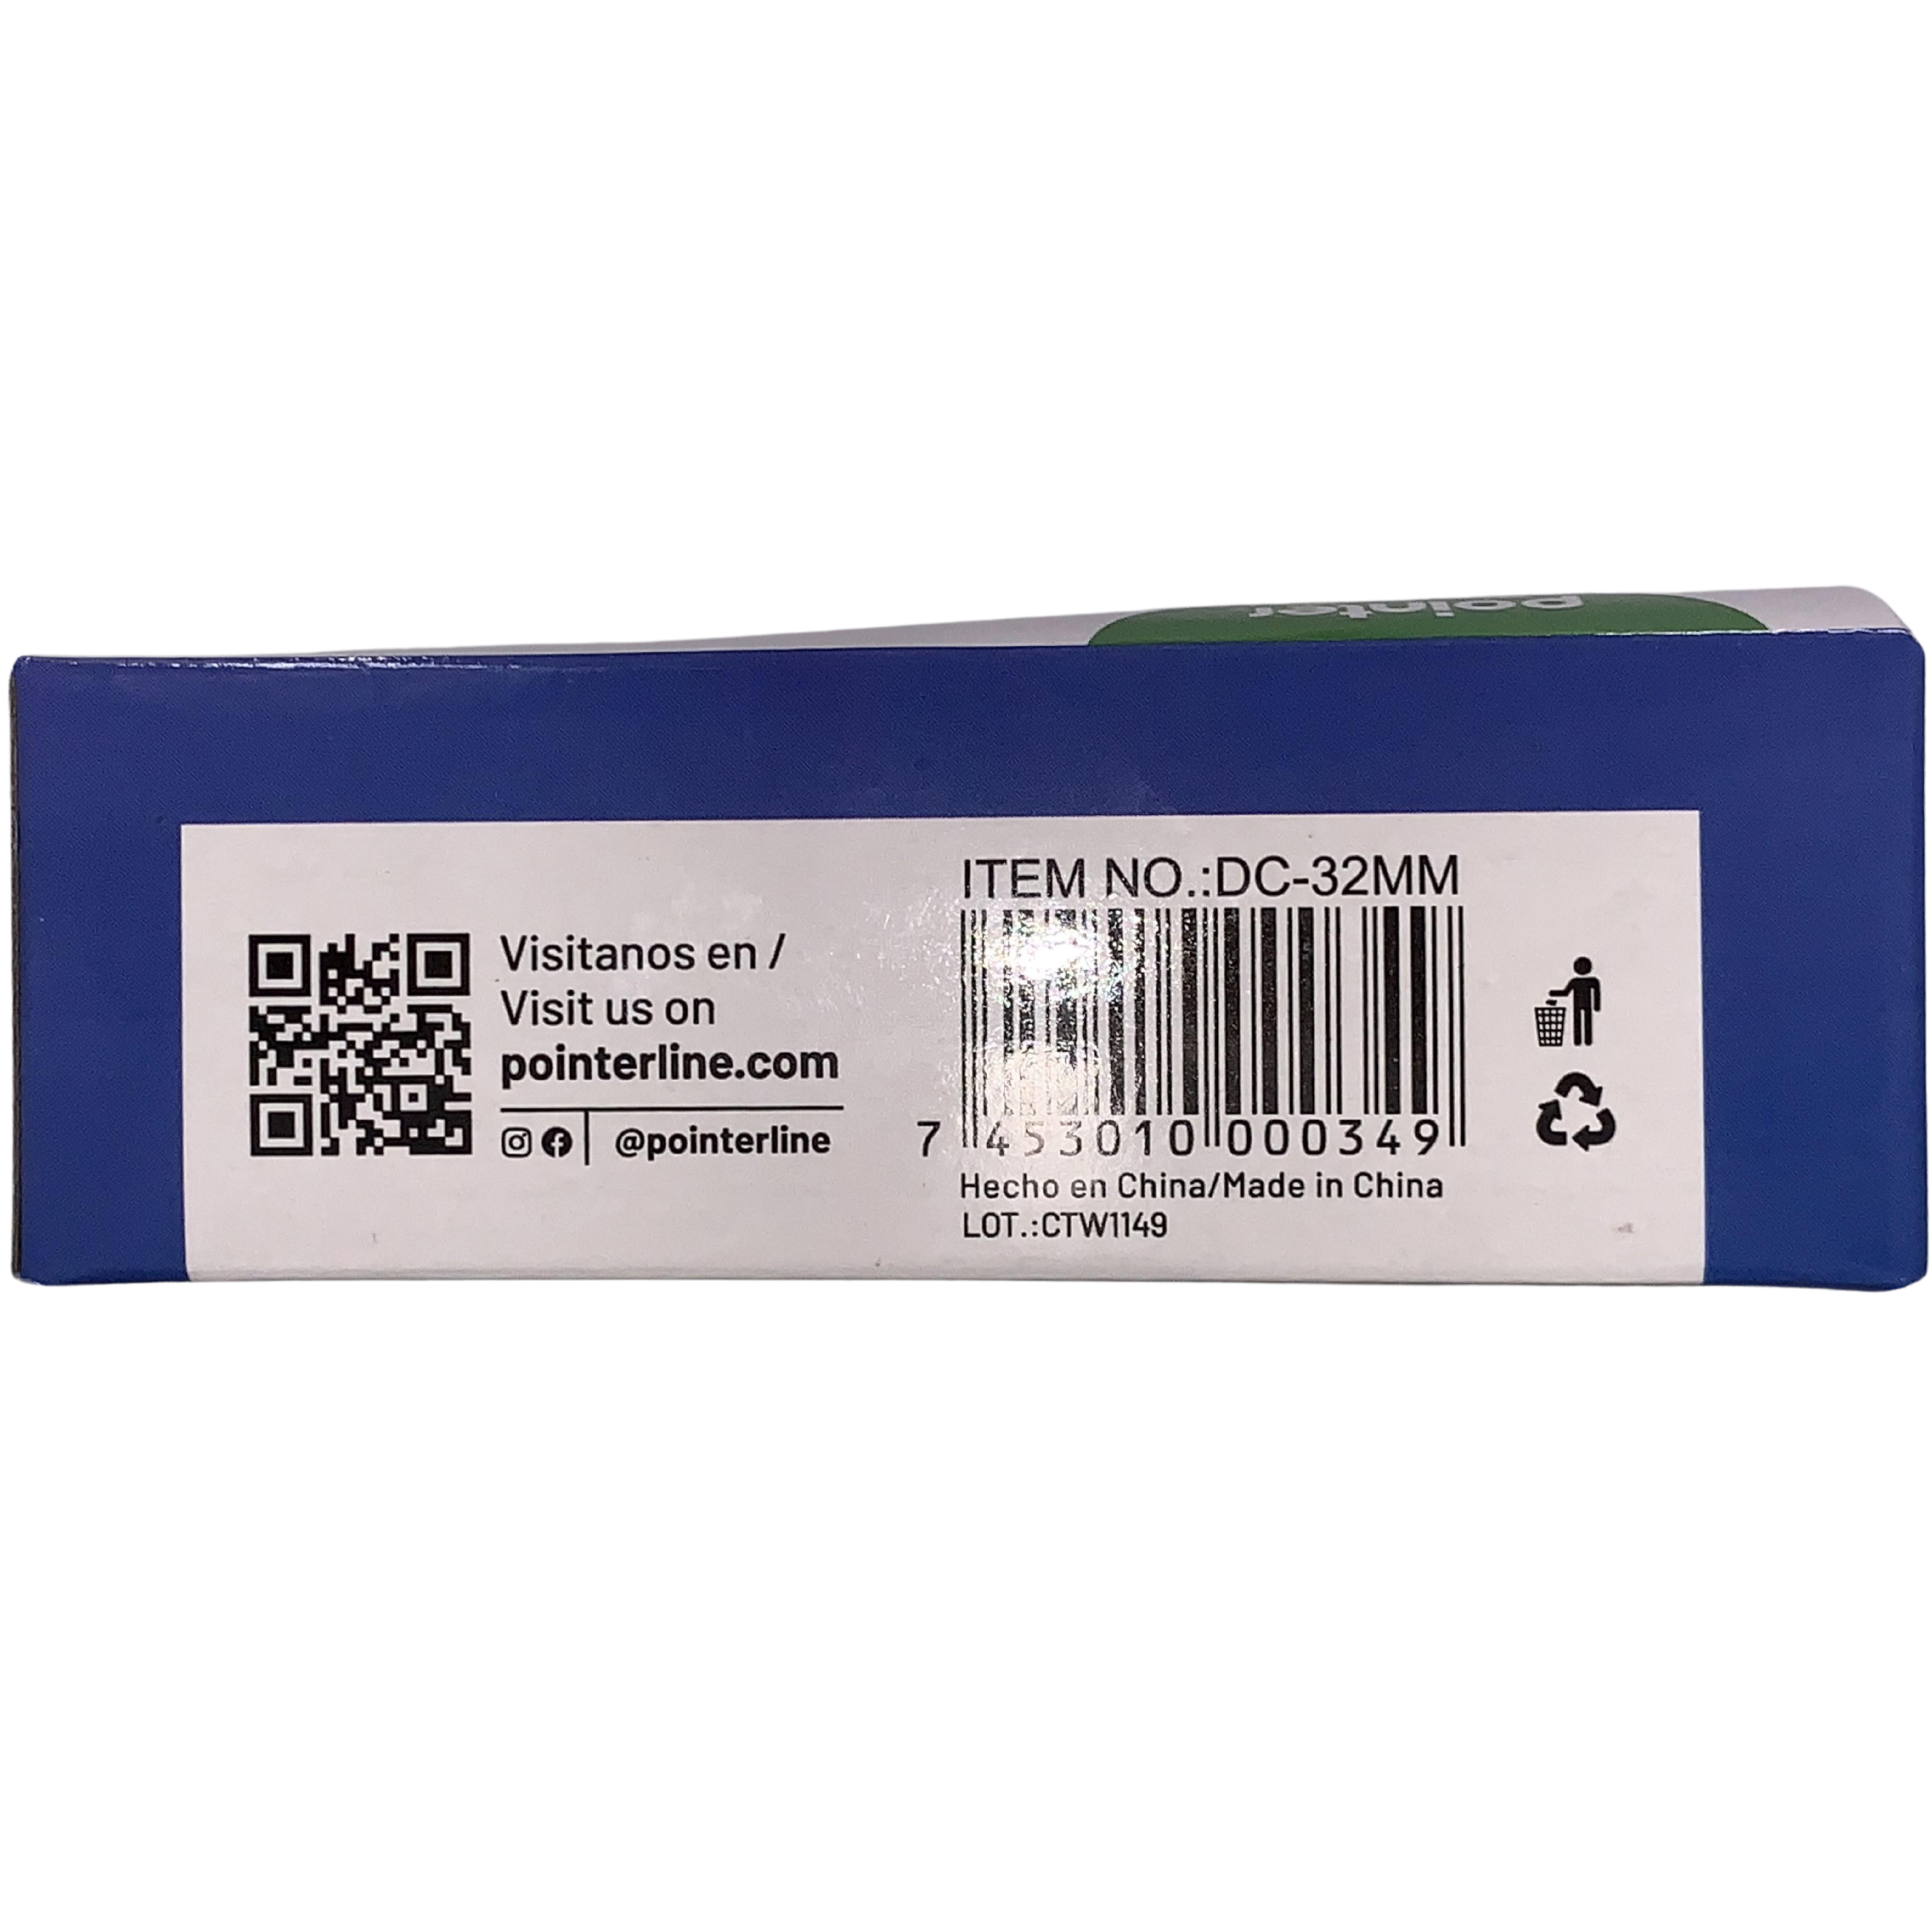 pointer
Visitanos en /
Visit us on
pointerline.com
@pointerline
ITEM NO.:DC-32MM
7 453010 000349
Hecho en China/Made in China
LOT.:CTW1149